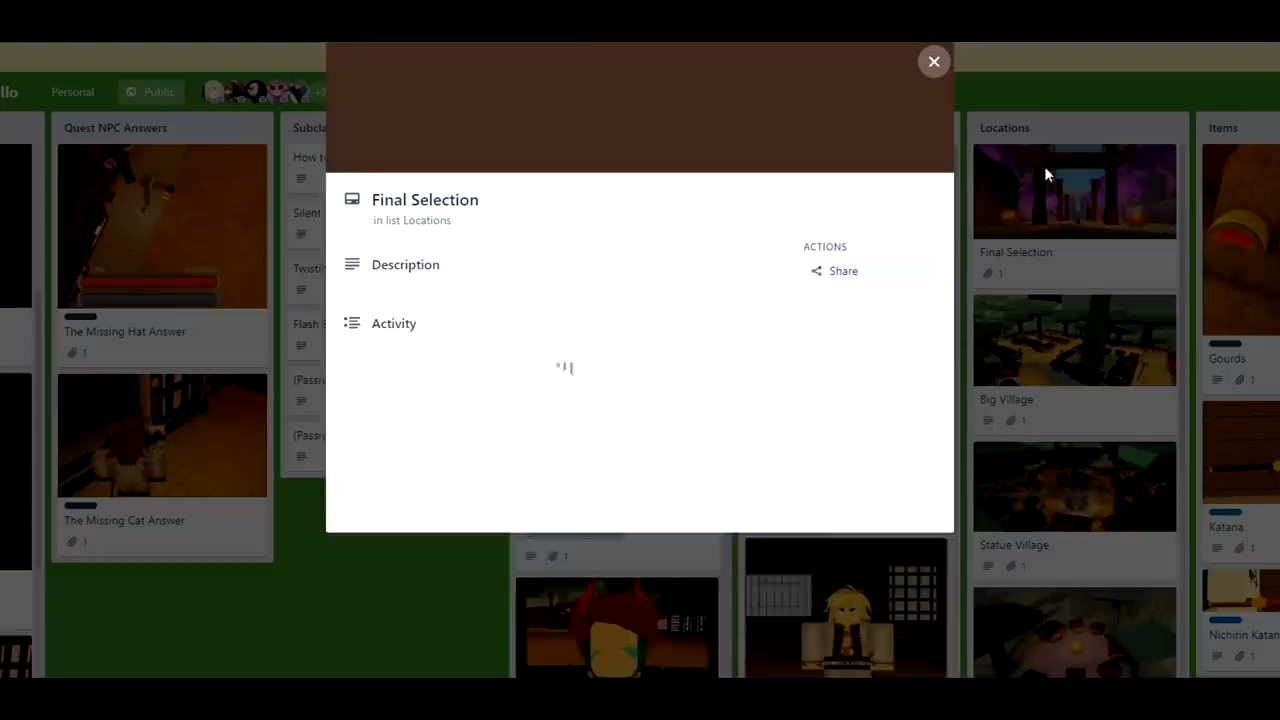 llo
Personal
Public
Quest NPC Answers
The Missing Hat Answer
1
The Missing Cat Answer
1
How t
Silent
Flash
(Passi
(Passi
Final Selection
in list Locations
Description
Activity
ACTIONS
Share
1
Locations
Final Selection
1
Big Village
1
Statue Village
1
Items
Gourds
1
Katana
1
Nichirin Katan
1